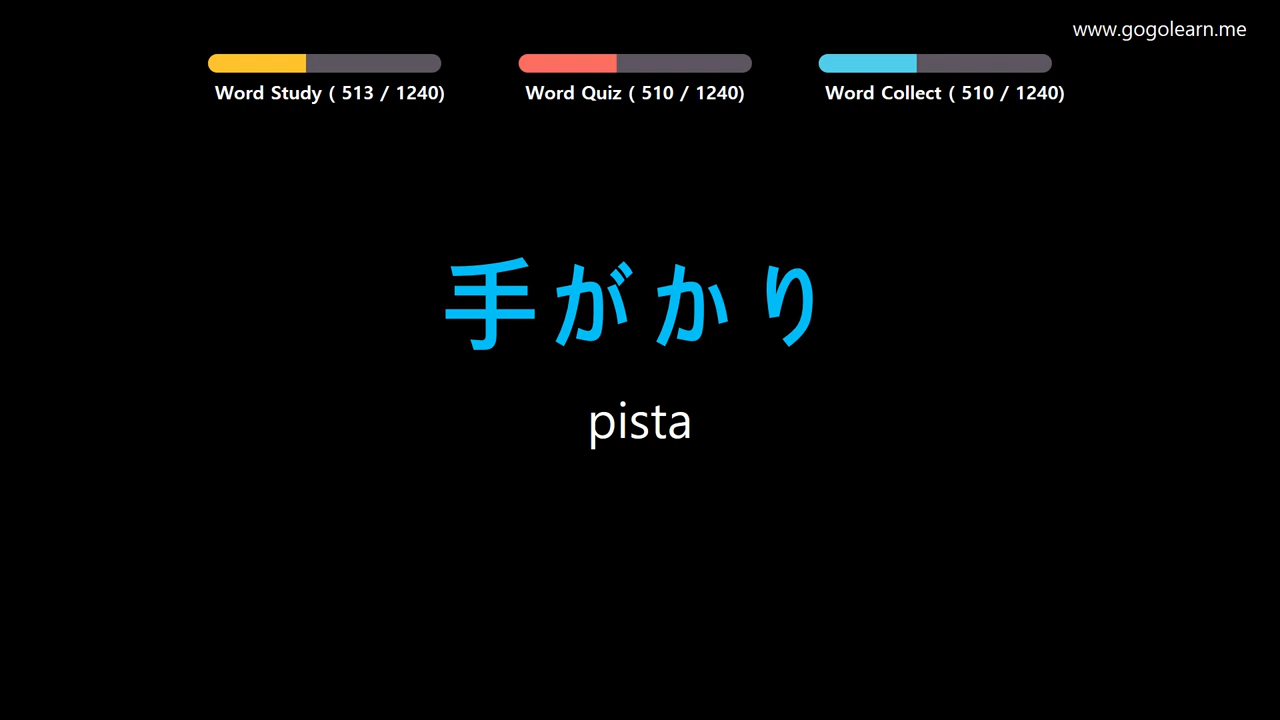 www.gogolearn.me
Word Study ( 513 / 1240)
Word Quiz ( 510 / 1240)
Word Collect ( 510 / 1240)
手がかり
pista